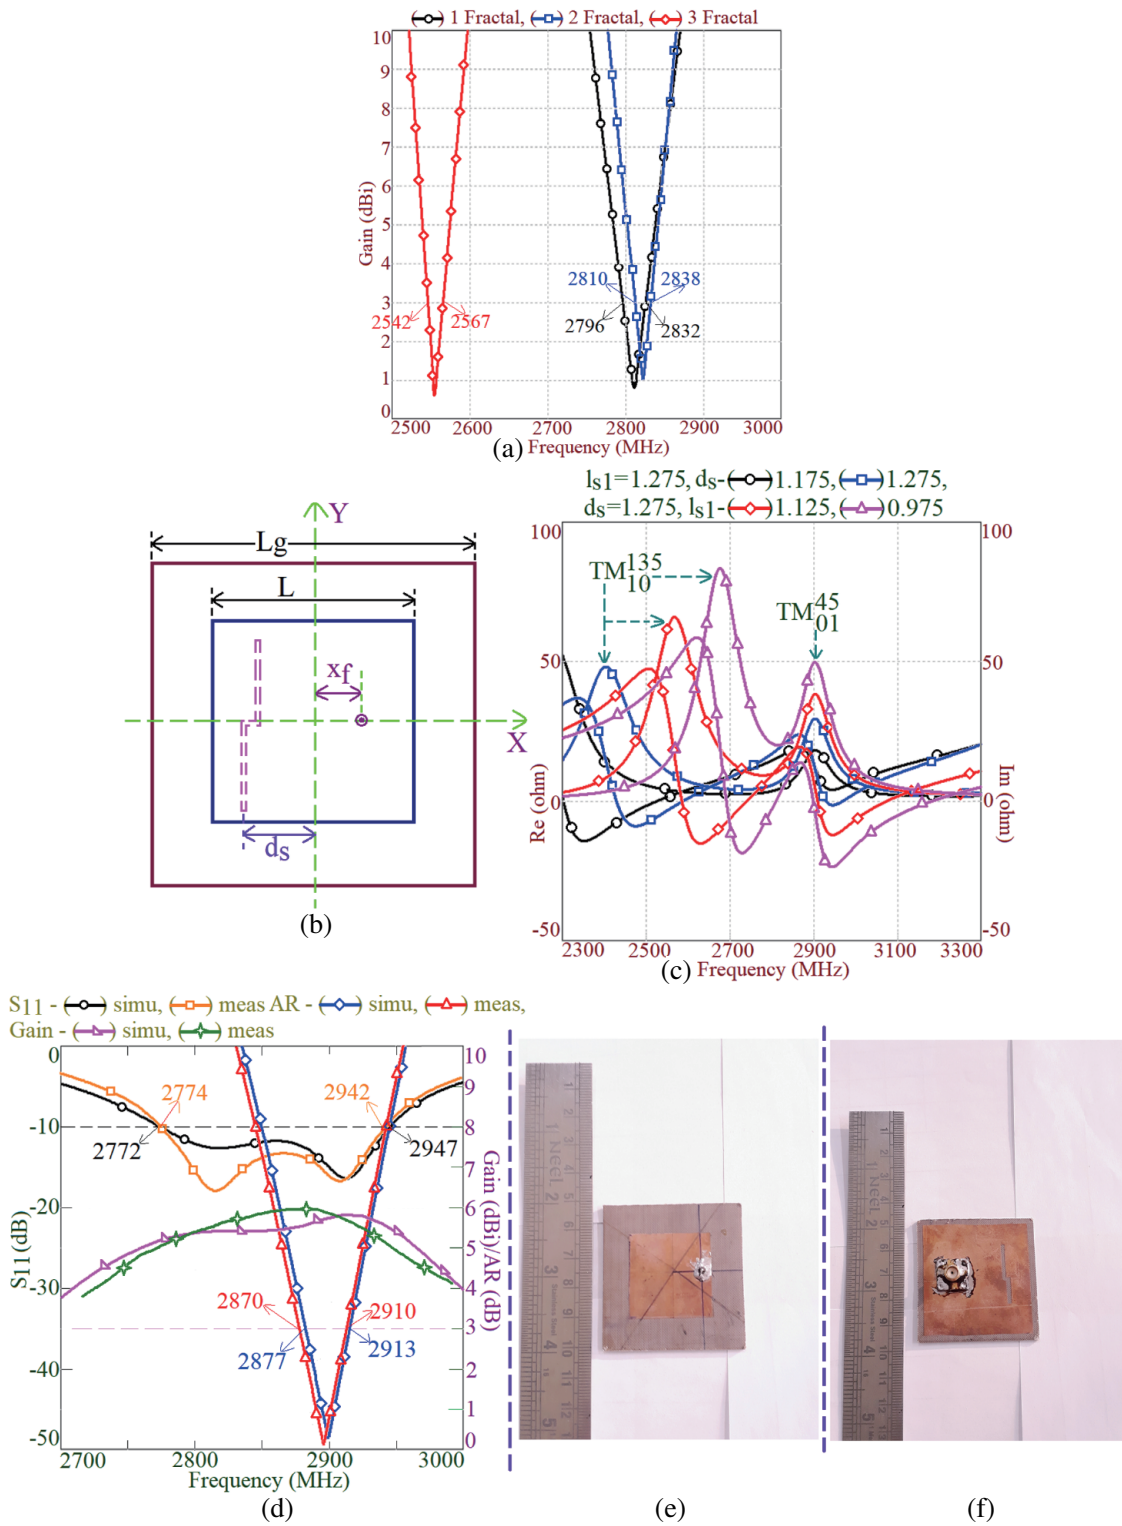 (-o-) 1 Fractal, (-□-) 2 Fractal, (-◇-) 3 Fractal
10
9
8
7
6
5
4
3
2
1
0
Gain (dBi)
2810
2838
2542
2567
2796
2832
2500 2600 2700 2800 2900 3000
Frequency (MHz)
(a)
Y
Lg
L
xf
X
ds
(b)
ls1=1.275, ds-(-o-)1.175,(-□-)1.275,
ds=1.275, ls1-(-◇-)1.125,(-△-)0.975
100
50
0
-50
Re (ohm)
TM 135 10
TM 45 01
100
50
0
-50
Im (ohm)
2300 2500 2700 2900 3100 3300
Frequency (MHz)
(c)
S11 - (-o-) simu, (-□-) meas AR - (-◇-) simu, (-△-) meas,
Gain - (-△-) simu, (-✦-) meas
0
-10
-20
-30
-40
-50
S11 (dB)
2774
2942
2772
2947
2870
2910
2877
2913
10
9
8
7
6
5
4
3
2
1
0
Gain (dBi)/AR (dB)
2700 2800 2900 3000
Frequency (MHz)
(d)
(e)
(f)